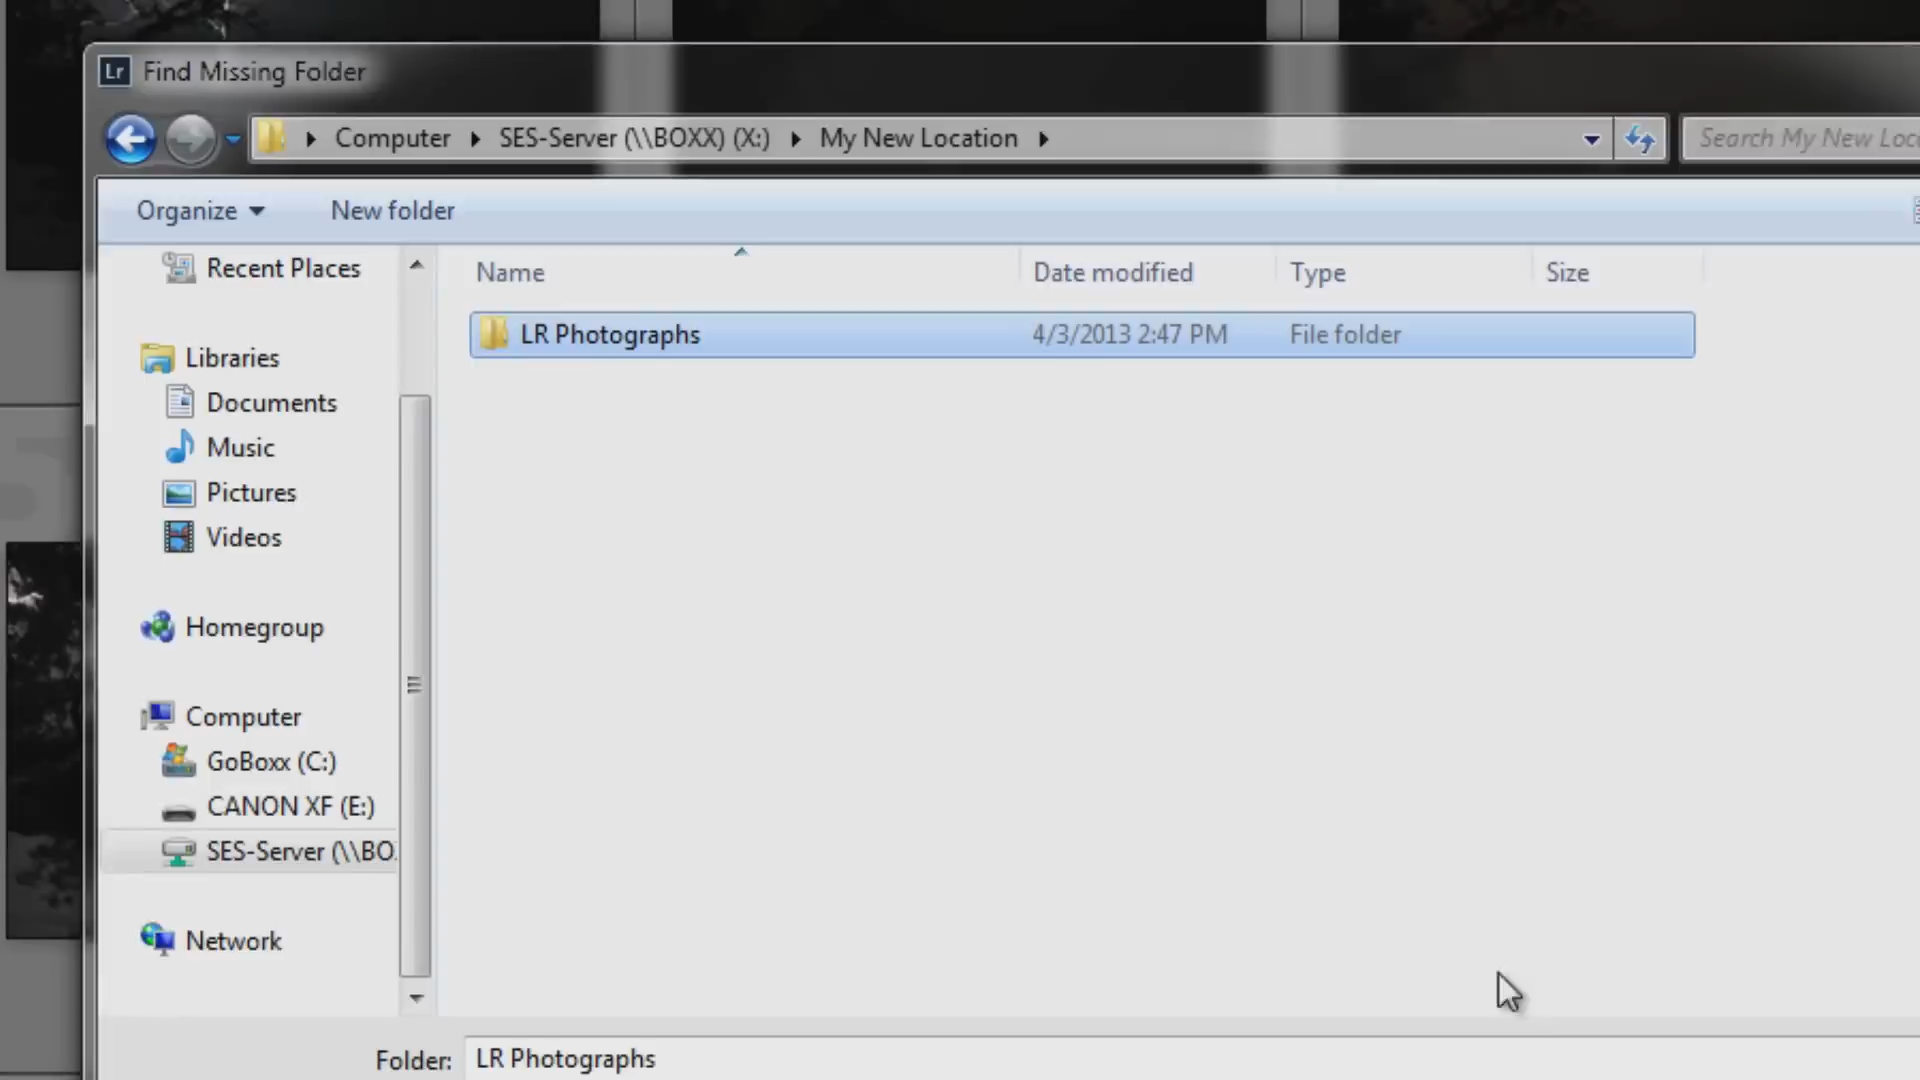 Lr Find Missing Folder
Computer SES-Server (\\BOXX) (X:) My New Location
Search My New Loc
Organize New folder
Name Date modified Type Size
LR Photographs 4/3/2013 2:47 PM File folder
Recent Places
Libraries
Documents
Music
Pictures
Videos
Homegroup
Computer
GoBoxx (C:)
CANON XF (E:)
SES-Server (\\BO
Network
Folder: LR Photographs